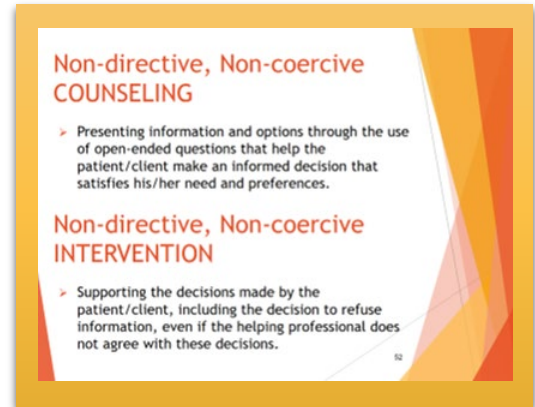 Non-directive, Non-coercive
COUNSELING
➢ Presenting information and options through the use
of open-ended questions that help the
patient/client make an informed decision that
satisfies his/her need and preferences.
Non-directive, Non-coercive
INTERVENTION
➢ Supporting the decisions made by the
patient/client, including the decision to refuse
information, even if the helping professional does
not agree with these decisions.
52